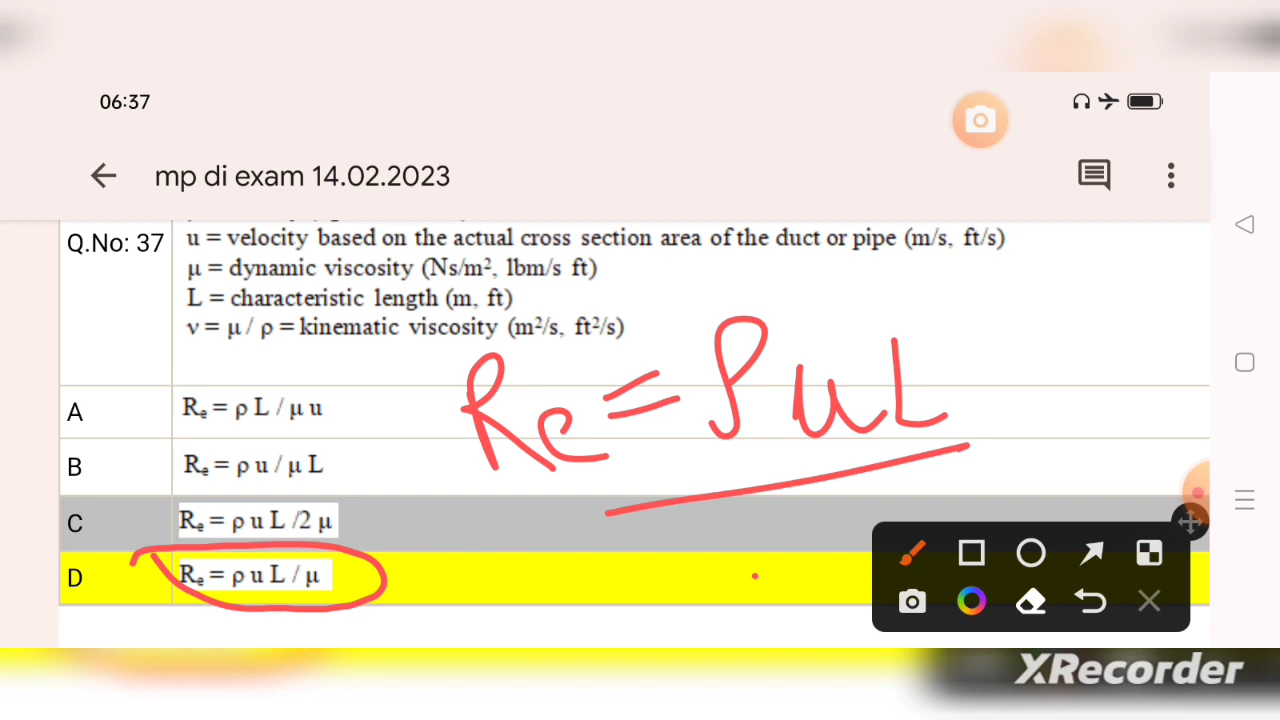 06:37
mp di exam 14.02.2023
Q.No: 37
u = velocity based on the actual cross section area of the duct or pipe (m/s, ft/s)
μ = dynamic viscosity (Ns/m², lbm/s ft)
L = characteristic length (m, ft)
ν = μ / ρ = kinematic viscosity (m²/s, ft²/s)
Re = ρuL
A Rₑ = ρ L / μ u
B Rₑ = ρ u / μ L
C Rₑ = ρ u L /2 μ
D Rₑ = ρ u L / μ
XRecorder